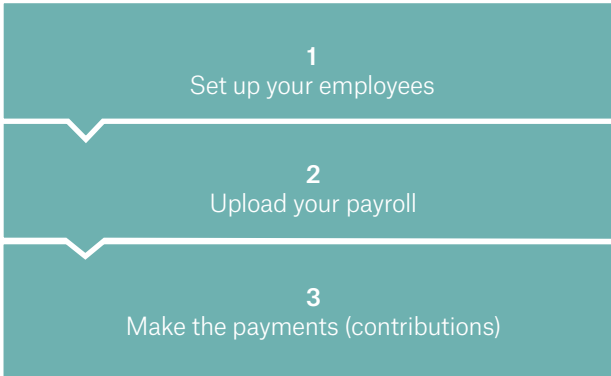 1
Set up your employees
2
Upload your payroll
3
Make the payments (contributions)